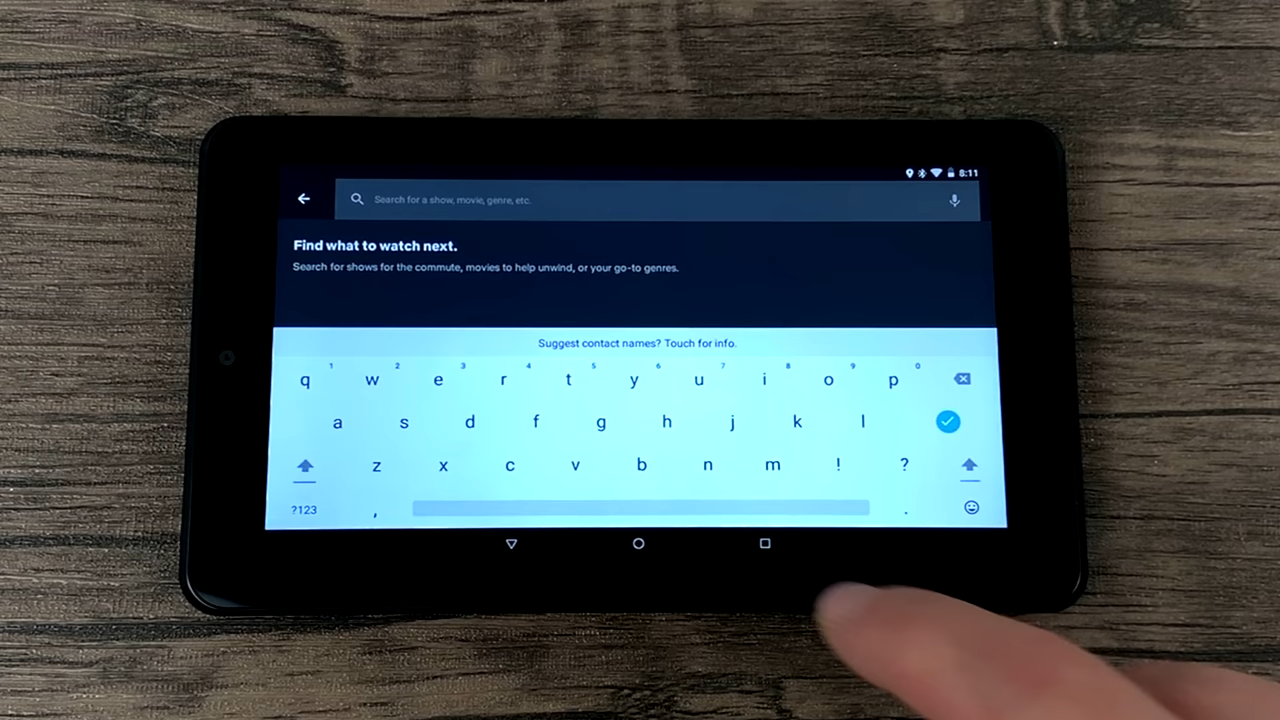 8:11
Search for a show, movie, genre, etc.
Find what to watch next.
Search for shows for the commute, movies to help unwind, or your go-to genres.
Suggest contact names? Touch for info.
1 2 3 4 5 6 7 8 9 0
q w e r t y u i o p
a s d f g h j k l
z x c v b n m ! ?
?123 , .